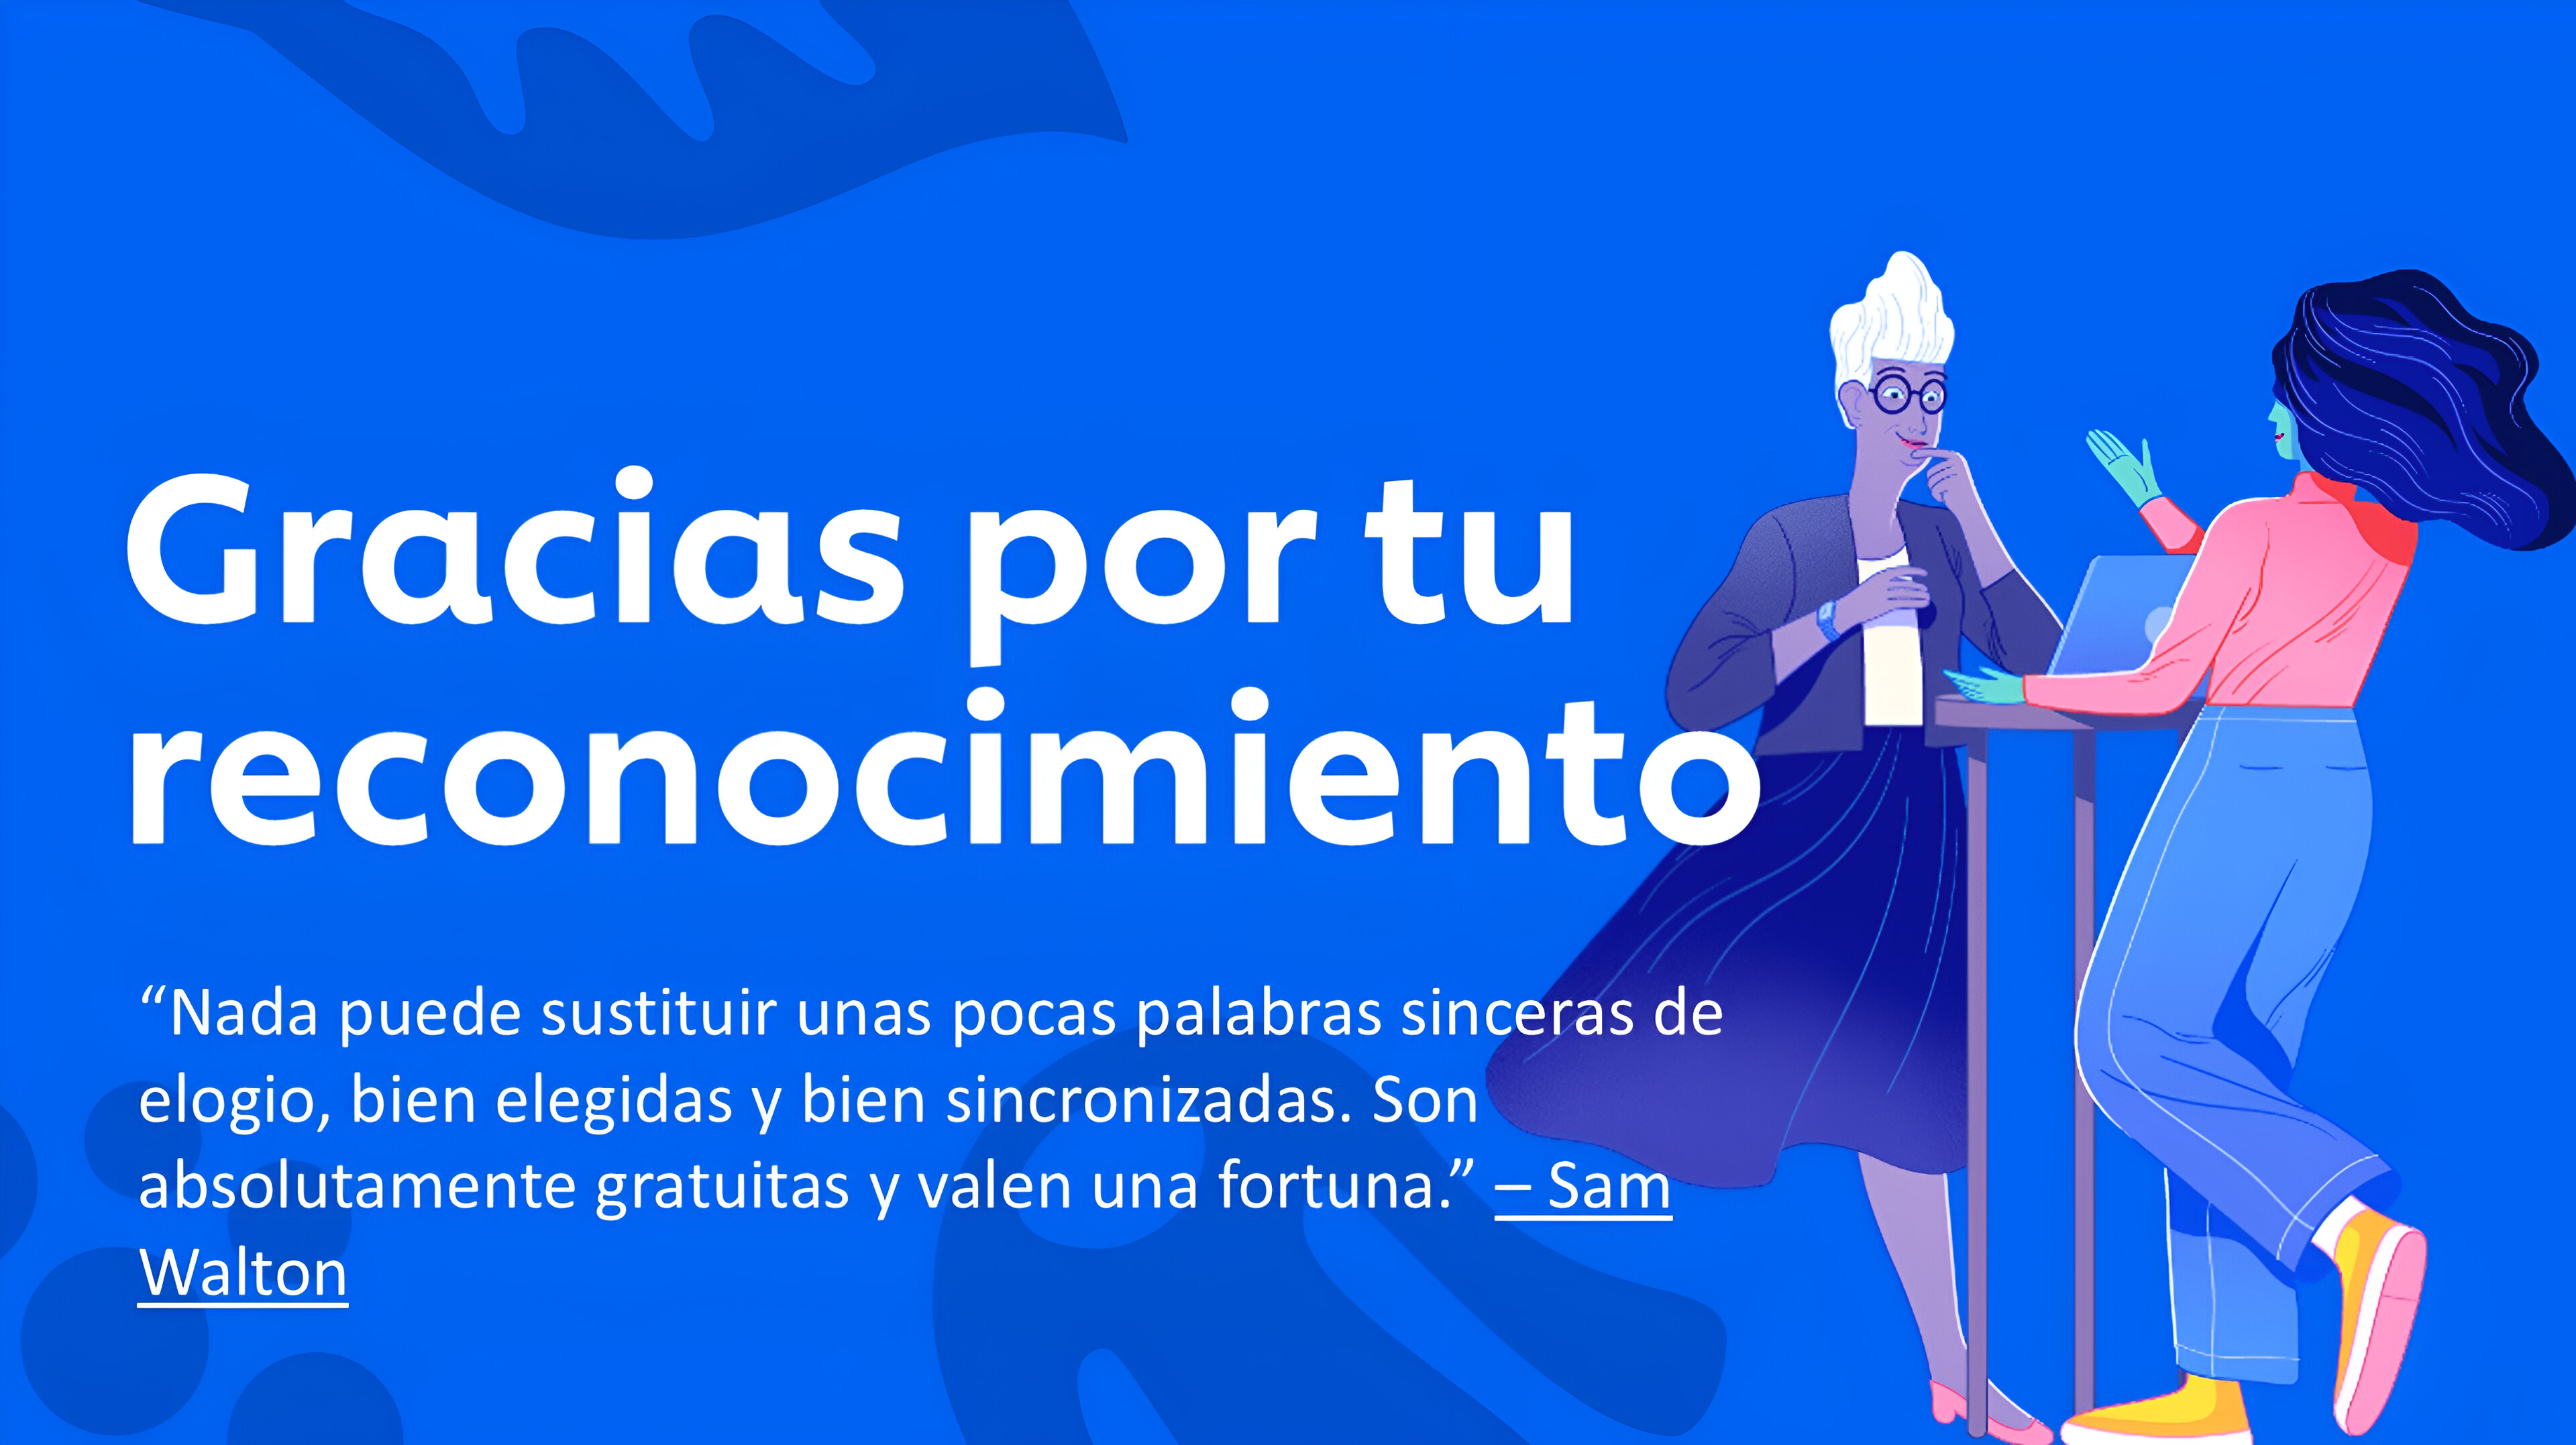 Gracias por tu
reconocimiento
“Nada puede sustituir unas pocas palabras sinceras de
elogio, bien elegidas y bien sincronizadas. Son
absolutamente gratuitas y valen una fortuna.” – Sam
Walton